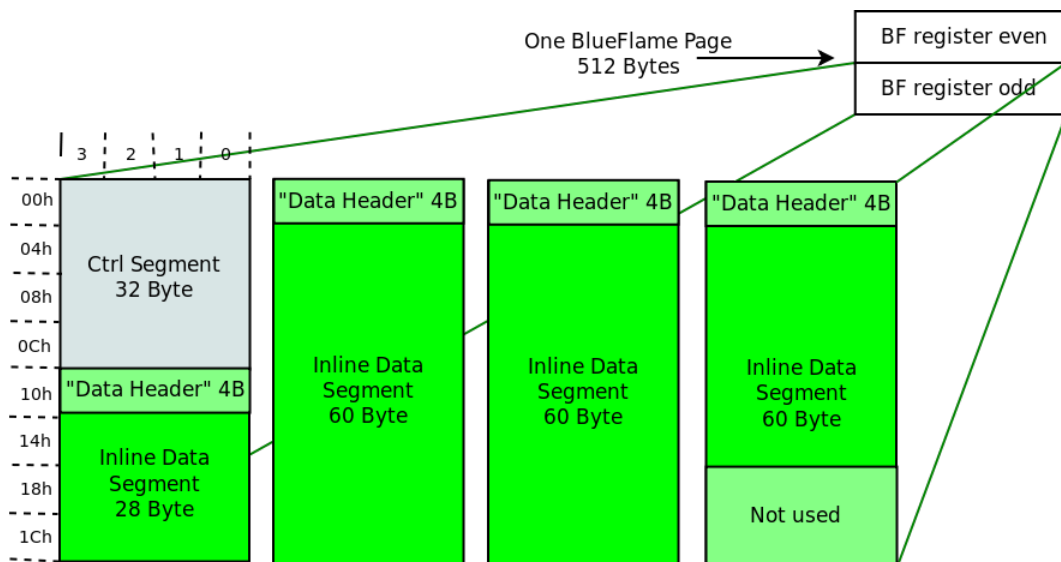 One BlueFlame Page
512 Bytes
BF register even
BF register odd
3 2 1 0
00h
04h
08h
0Ch
10h
14h
18h
1Ch
Ctrl Segment
32 Byte
"Data Header" 4B
Inline Data
Segment
28 Byte
"Data Header" 4B
Inline Data
Segment
60 Byte
"Data Header" 4B
Inline Data
Segment
60 Byte
"Data Header" 4B
Inline Data
Segment
60 Byte
Not used